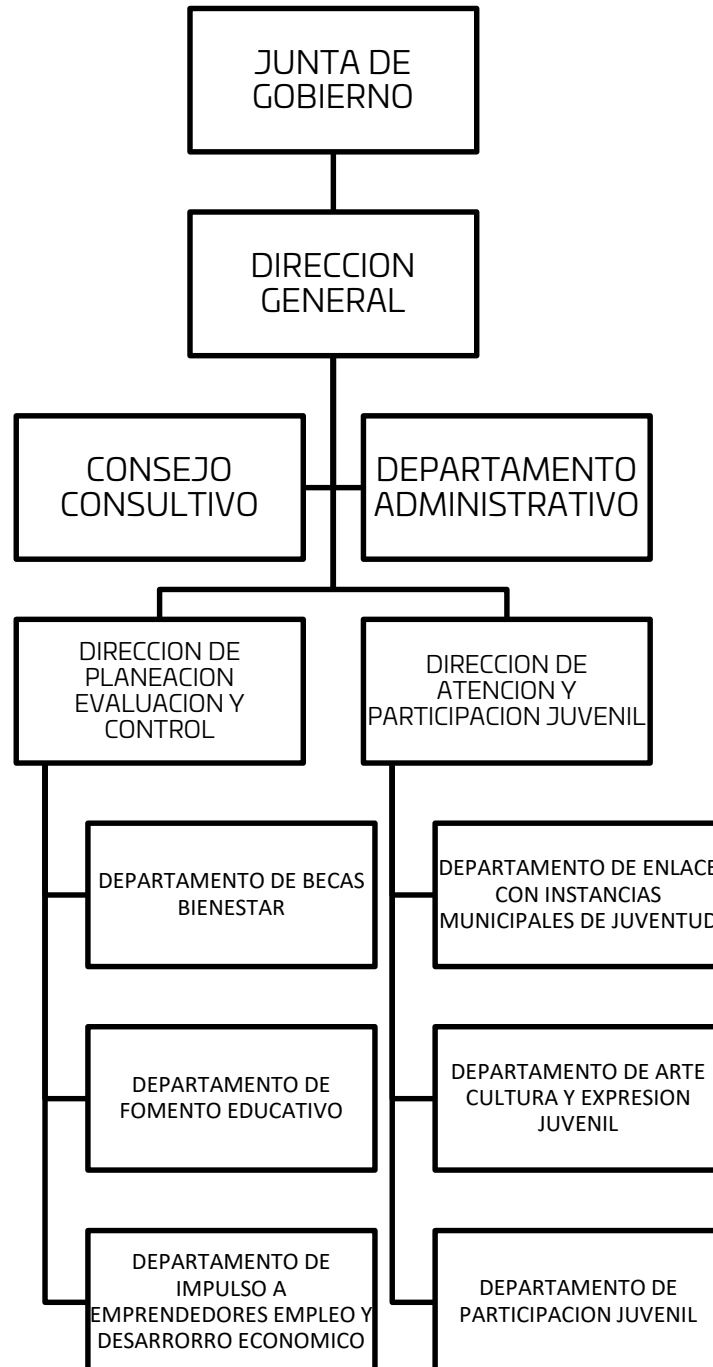 JUNTA DE
GOBIERNO
DIRECCION
GENERAL
CONSEJO
CONSULTIVO
DEPARTAMENTO
ADMINISTRATIVO
DIRECCION DE
PLANEACION
EVALUACION Y
CONTROL
DIRECCION DE
ATENCION Y
PARTICIPACION JUVENIL
DEPARTAMENTO DE BECAS
BIENESTAR
DEPARTAMENTO DE ENLACE
CON INSTANCIAS
MUNICIPALES DE JUVENTUD
DEPARTAMENTO DE
FOMENTO EDUCATIVO
DEPARTAMENTO DE ARTE
CULTURA Y EXPRESION
JUVENIL
DEPARTAMENTO DE
IMPULSO A
EMPRENDEDORES EMPLEO Y
DESARRORRO ECONOMICO
DEPARTAMENTO DE
PARTICIPACION JUVENIL